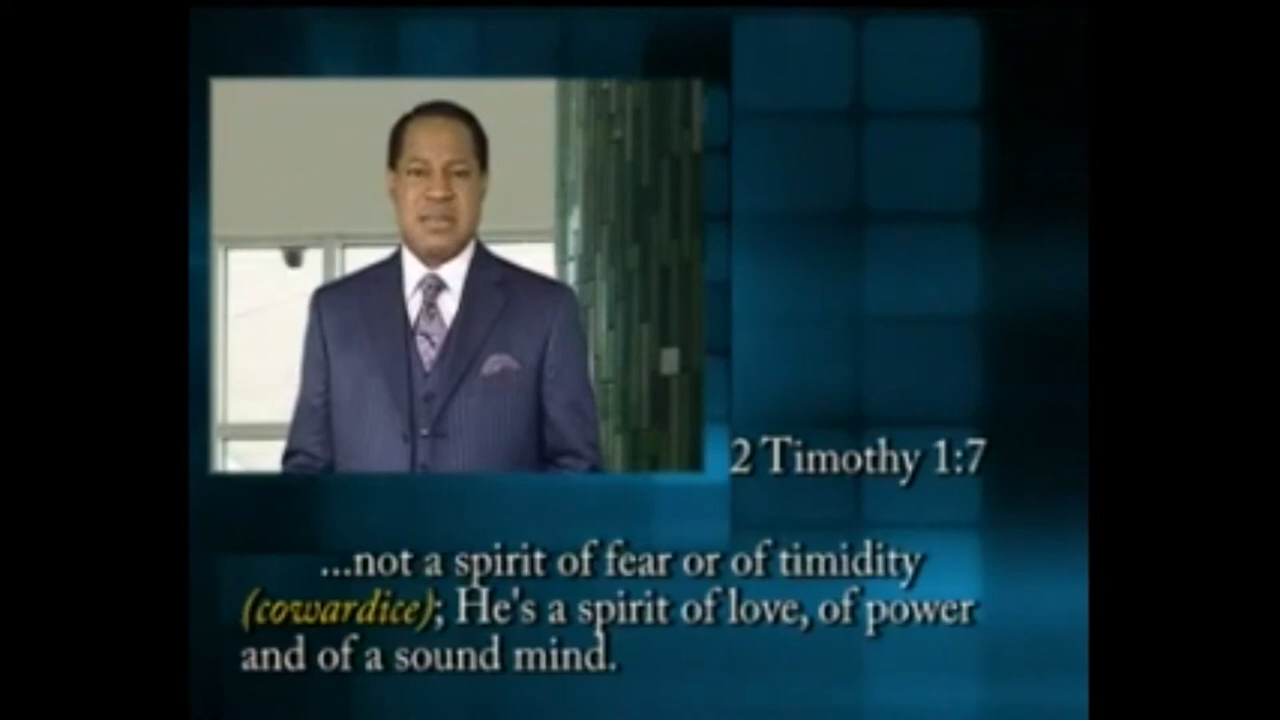 2 Timothy 1:7
...not a spirit of fear or of timidity
(cowardice); He's a spirit of love, of power
and of a sound mind.